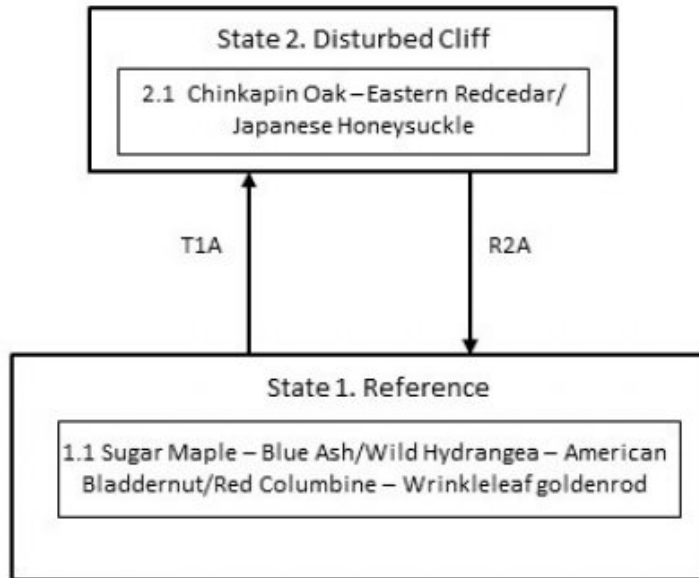 State 2. Disturbed Cliff
2.1 Chinkapin Oak – Eastern Redcedar/
Japanese Honeysuckle
T1A
R2A
State 1. Reference
1.1 Sugar Maple – Blue Ash/Wild Hydrangea – American
Bladdernut/Red Columbine – Wrinkleleaf goldenrod